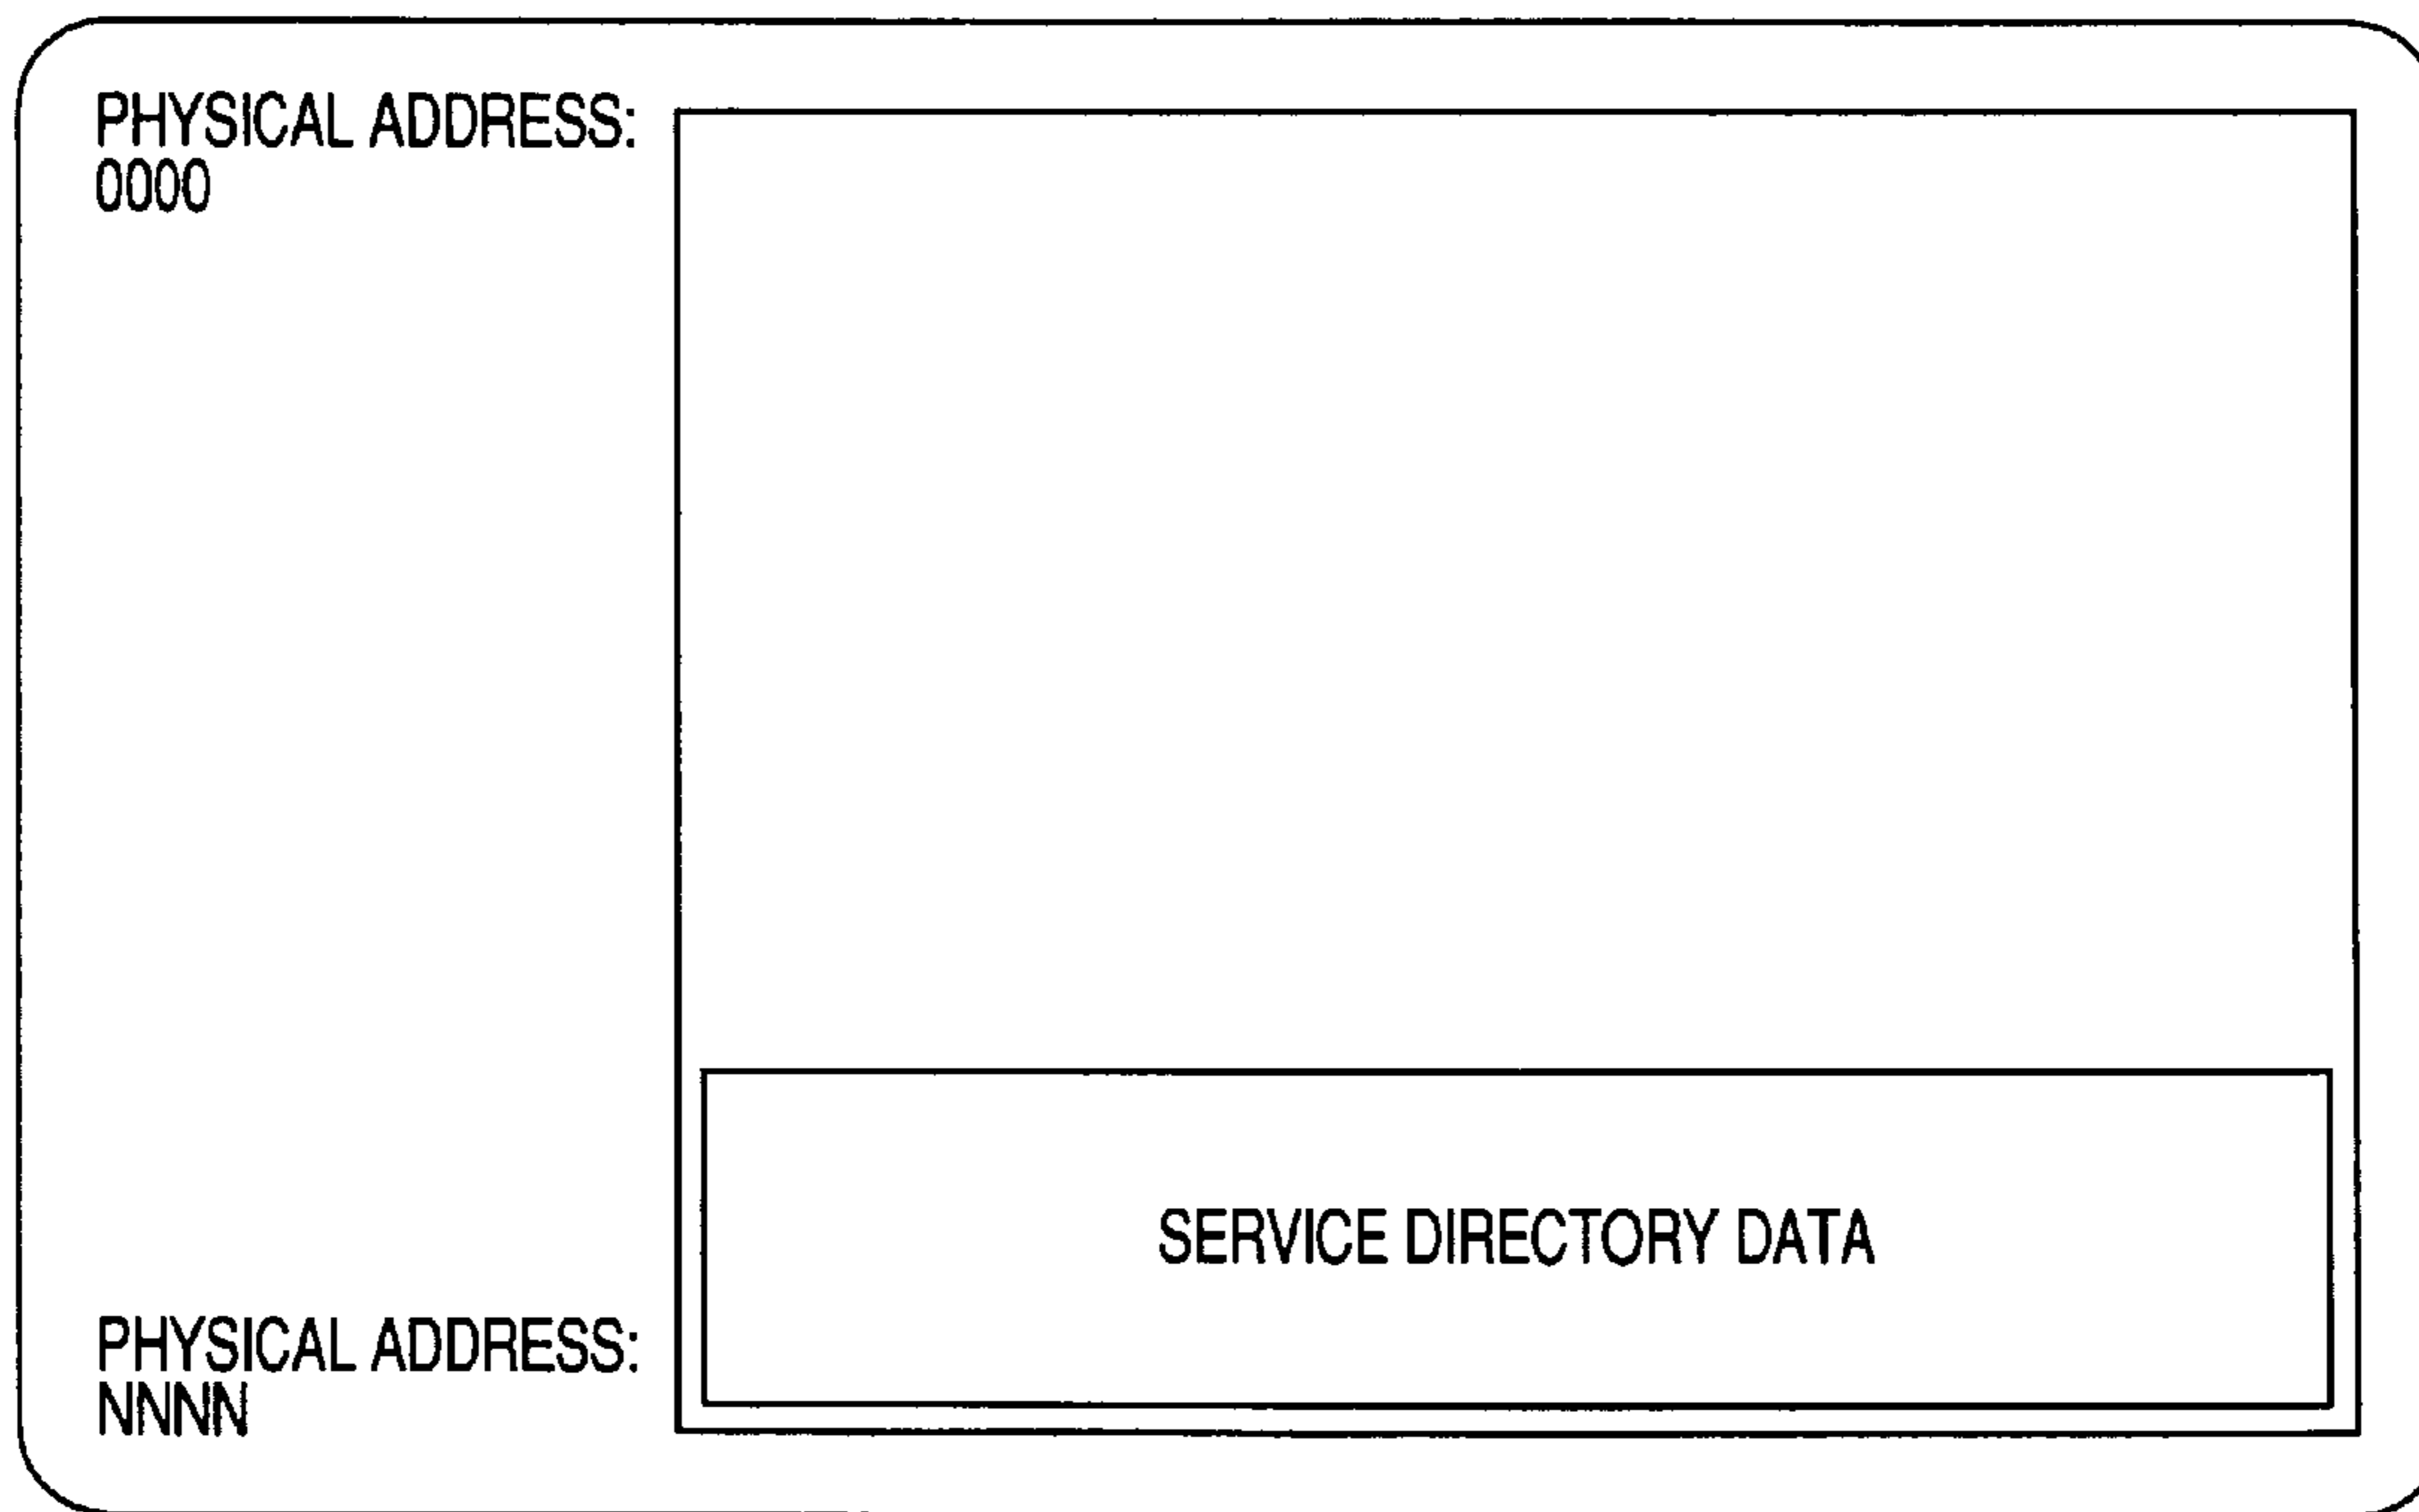 PHYSICAL ADDRESS:
0000
SERVICE DIRECTORY DATA
PHYSICAL ADDRESS:
NNNN